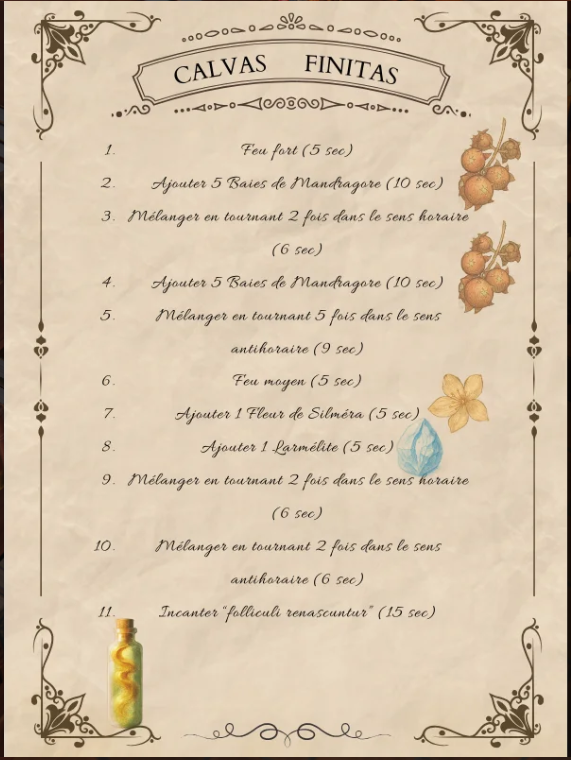 CALVAS FINITAS
1. Feu fort (5 sec)
2. Ajouter 5 Baies de Mandragore (10 sec)
3. Mélanger en tournant 2 fois dans le sens horaire
(6 sec)
4. Ajouter 5 Baies de Mandragore (10 sec)
5. Mélanger en tournant 5 fois dans le sens
antihoraire (9 sec)
6. Feu moyen (5 sec)
7. Ajouter 1 Fleur de Silméra (5 sec)
8. Ajouter 1 Larmélite (5 sec)
9. Mélanger en tournant 2 fois dans le sens horaire
(6 sec)
10. Mélanger en tournant 2 fois dans le sens
antihoraire (6 sec)
11. Incanter "folliculi renascuntur" (15 sec)